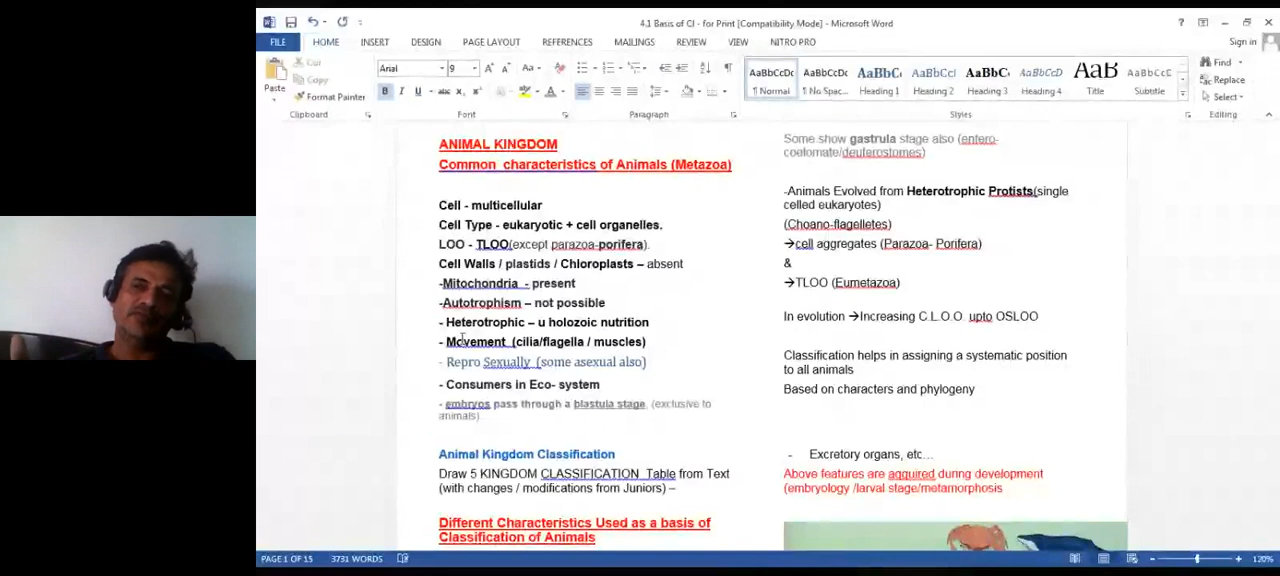 4.1 Basis of Cl - for Print [Compatibility Mode] - Microsoft Word
FILE HOME INSERT DESIGN PAGE LAYOUT REFERENCES MAILINGS REVIEW VIEW NITRO PRO Sign in
Cut
Copy
Paste
Format Painter
Clipboard
Arial 9
Font
Paragraph
AaBbCcDc AaBbCcDc AaBbC AaBbCc AaBbCc AaBbCcDc AaB AaBbCcD
¶ Normal ¶ No Spac... Heading 1 Heading 2 Heading 3 Heading 4 Title Subtitle
Styles
Find
Replace
Select
Editing
ANIMAL KINGDOM
Common characteristics of Animals (Metazoa)
Cell - multicellular
Cell Type - eukaryotic + cell organelles.
LOO - TLOO(except parazoa-porifera).
Cell Walls / plastids / Chloroplasts – absent
-Mitochondria - present
-Autotrophism – not possible
- Heterotrophic – u holozoic nutrition
- Movement (cilia/flagella / muscles)
- Repro Sexually (some asexual also)
- Consumers in Eco- system
- embryos pass through a blastula stage. (exclusive to
animals).
Animal Kingdom Classification
Draw 5 KINGDOM CLASSIFICATION Table from Text
(with changes / modifications from Juniors) –
Different Characteristics Used as a basis of
Classification of Animals
Some show gastrula stage also (entero-
coelomate/deuferostomes)
-Animals Evolved from Heterotrophic Protists(single
celled eukaryotes)
(Choano-flagelletes)
→cell aggregates (Parazoa- Porifera)
&
→TLOO (Eumetazoa)
In evolution →Increasing C.L.O.O. upto OSLOO
Classification helps in assigning a systematic position
to all animals
Based on characters and phylogeny
- Excretory organs, etc...
Above features are aqquired during development
(embryology /larval stage/metamorphosis
PAGE 1 OF 15 3731 WORDS 120%